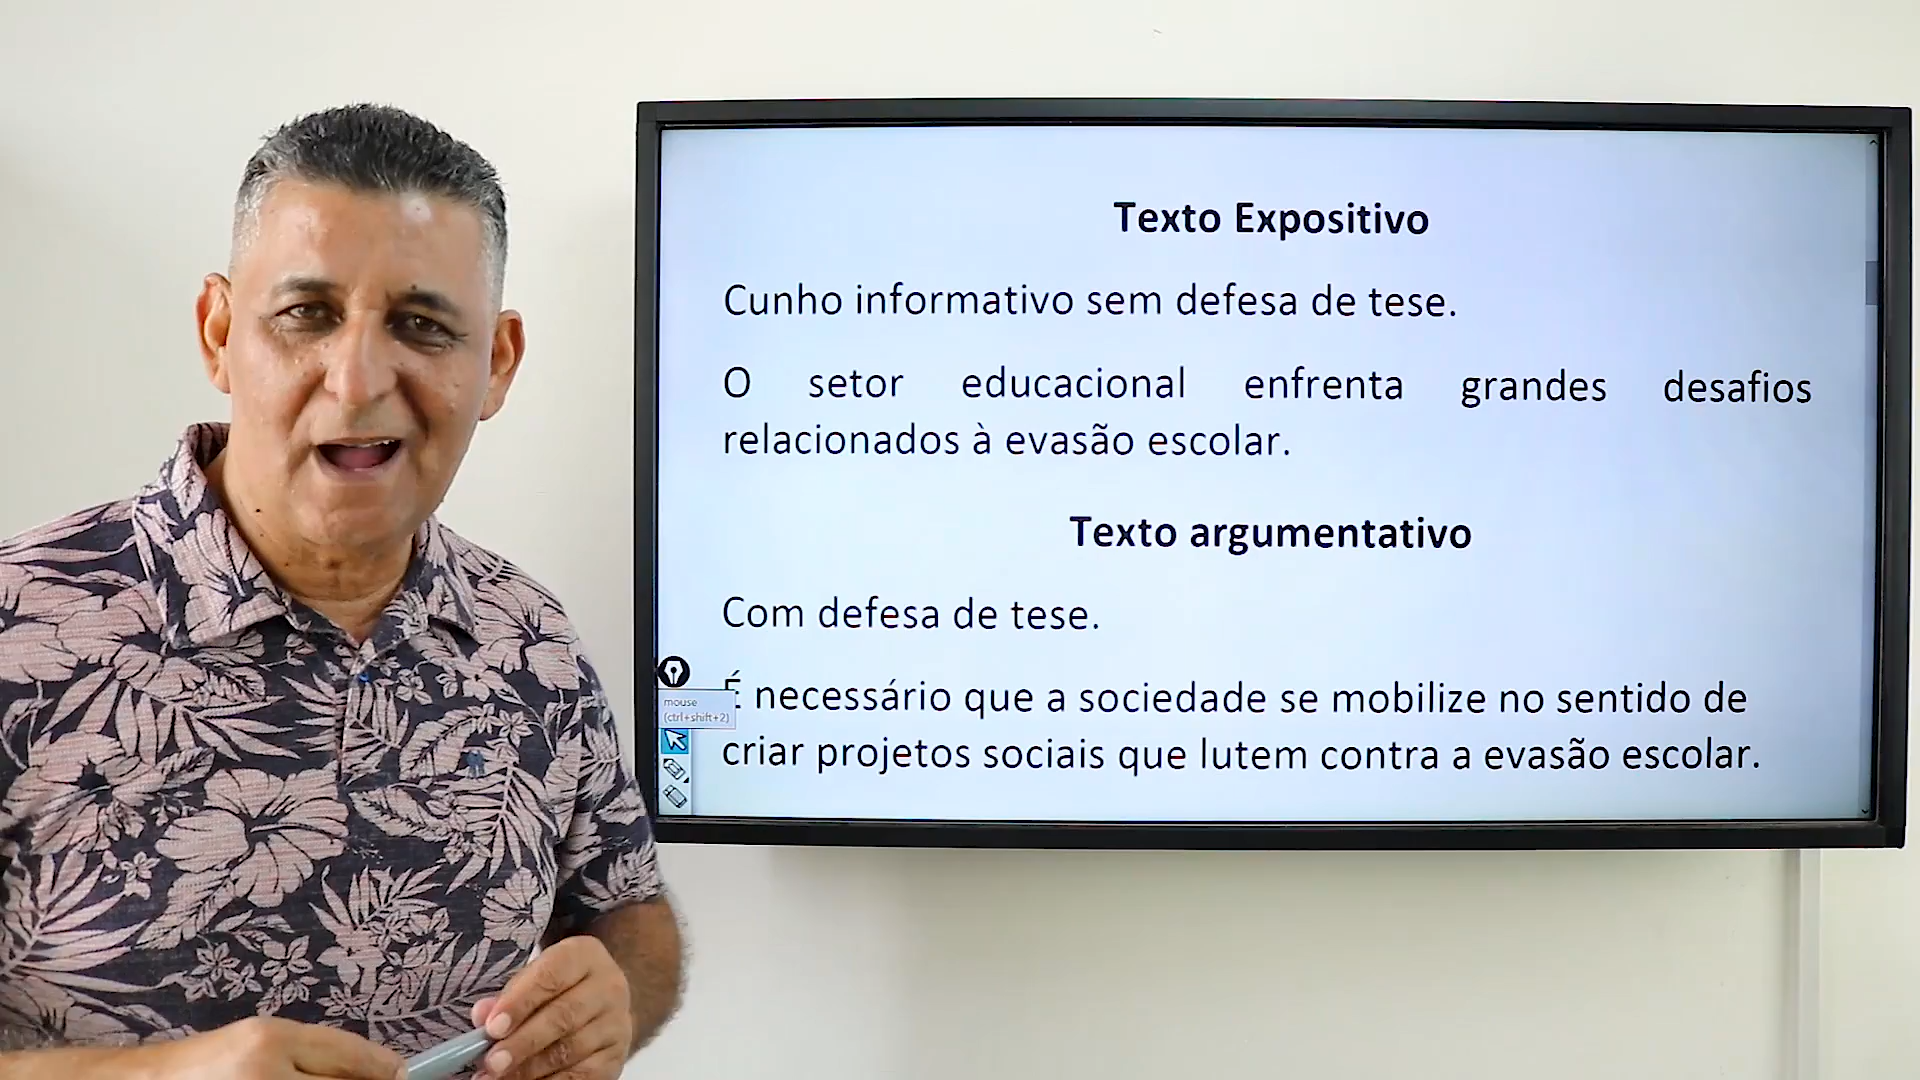 Texto Expositivo
Cunho informativo sem defesa de tese.
O setor educacional enfrenta grandes desafios
relacionados à evasão escolar.
Texto argumentativo
Com defesa de tese.
É necessário que a sociedade se mobilize no sentido de
mouse
(ctrl+shift+2)
criar projetos sociais que lutem contra a evasão escolar.